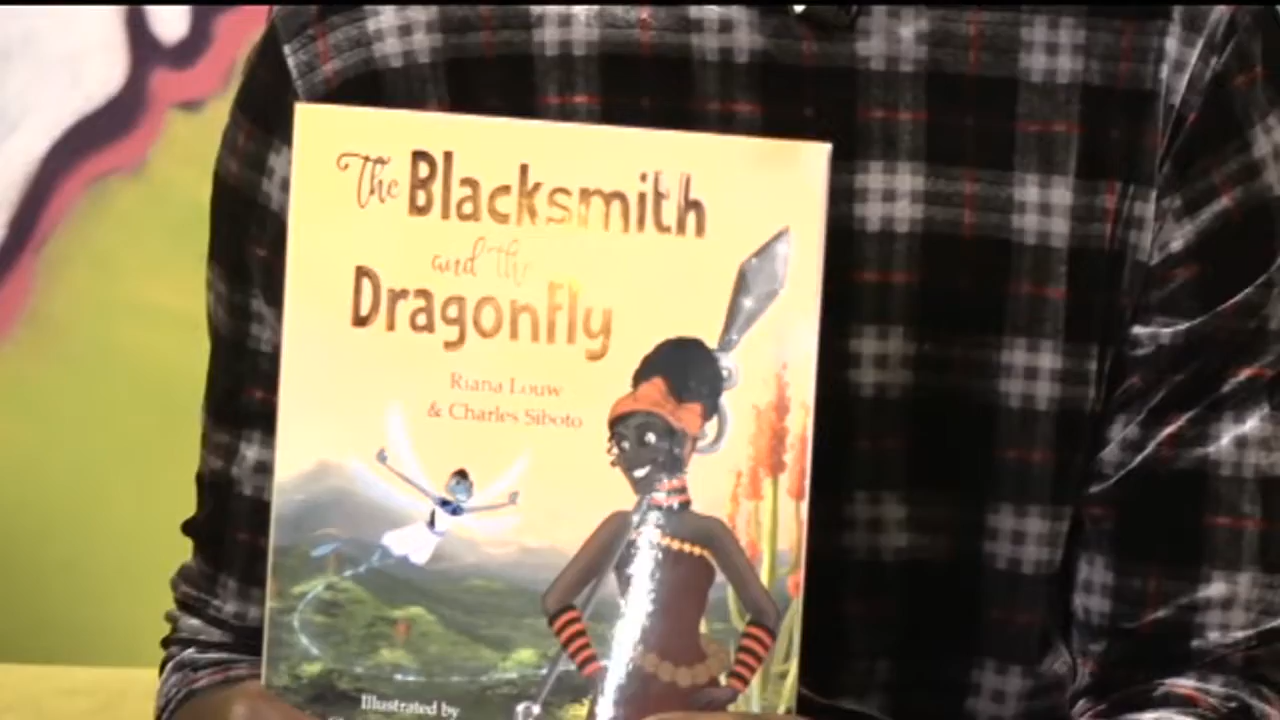 The Blacksmith
and the
Dragonfly
Riana Louw
& Charles Siboto
Illustrated by